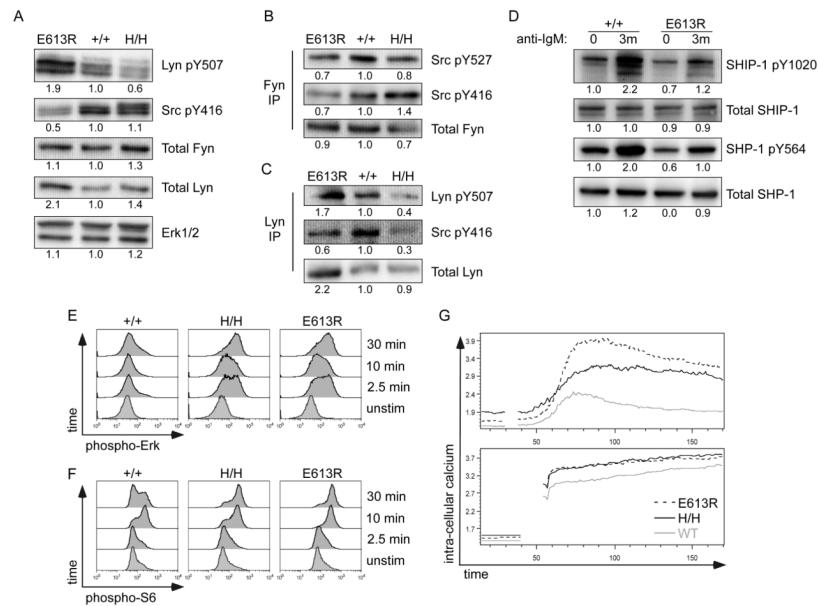 A
E613R +/+ H/H
Lyn pY507
1.9 1.0 0.6
Src pY416
0.5 1.0 1.1
Total Fyn
1.1 1.0 1.3
Total Lyn
2.1 1.0 1.4
Erk1/2
1.1 1.0 1.2
B
E613R +/+ H/H
Fyn IP
Src pY527
0.7 1.0 0.8
Src pY416
0.7 1.0 1.4
Total Fyn
0.9 1.0 0.7
C
E613R +/+ H/H
Lyn IP
Lyn pY507
1.7 1.0 0.4
Src pY416
0.6 1.0 0.3
Total Lyn
2.2 1.0 0.9
D
+/+ E613R
anti-IgM: 0 3m 0 3m
SHIP-1 pY1020
1.0 2.2 0.7 1.2
Total SHIP-1
1.0 1.0 0.9 0.9
SHP-1 pY564
1.0 2.0 0.6 1.0
Total SHP-1
1.0 1.2 0.0 0.9
E
+/+ H/H E613R
30 min
10 min
2.5 min
unstim
time
phospho-Erk
F
+/+ H/H E613R
30 min
10 min
2.5 min
unstim
time
phospho-S6
G
3.9
3.4
2.9
2.4
1.9
50 100 150
3.7
3.2
2.7
2.2
1.7
50 100 150
E613R
H/H
WT
intra-cellular calcium
time